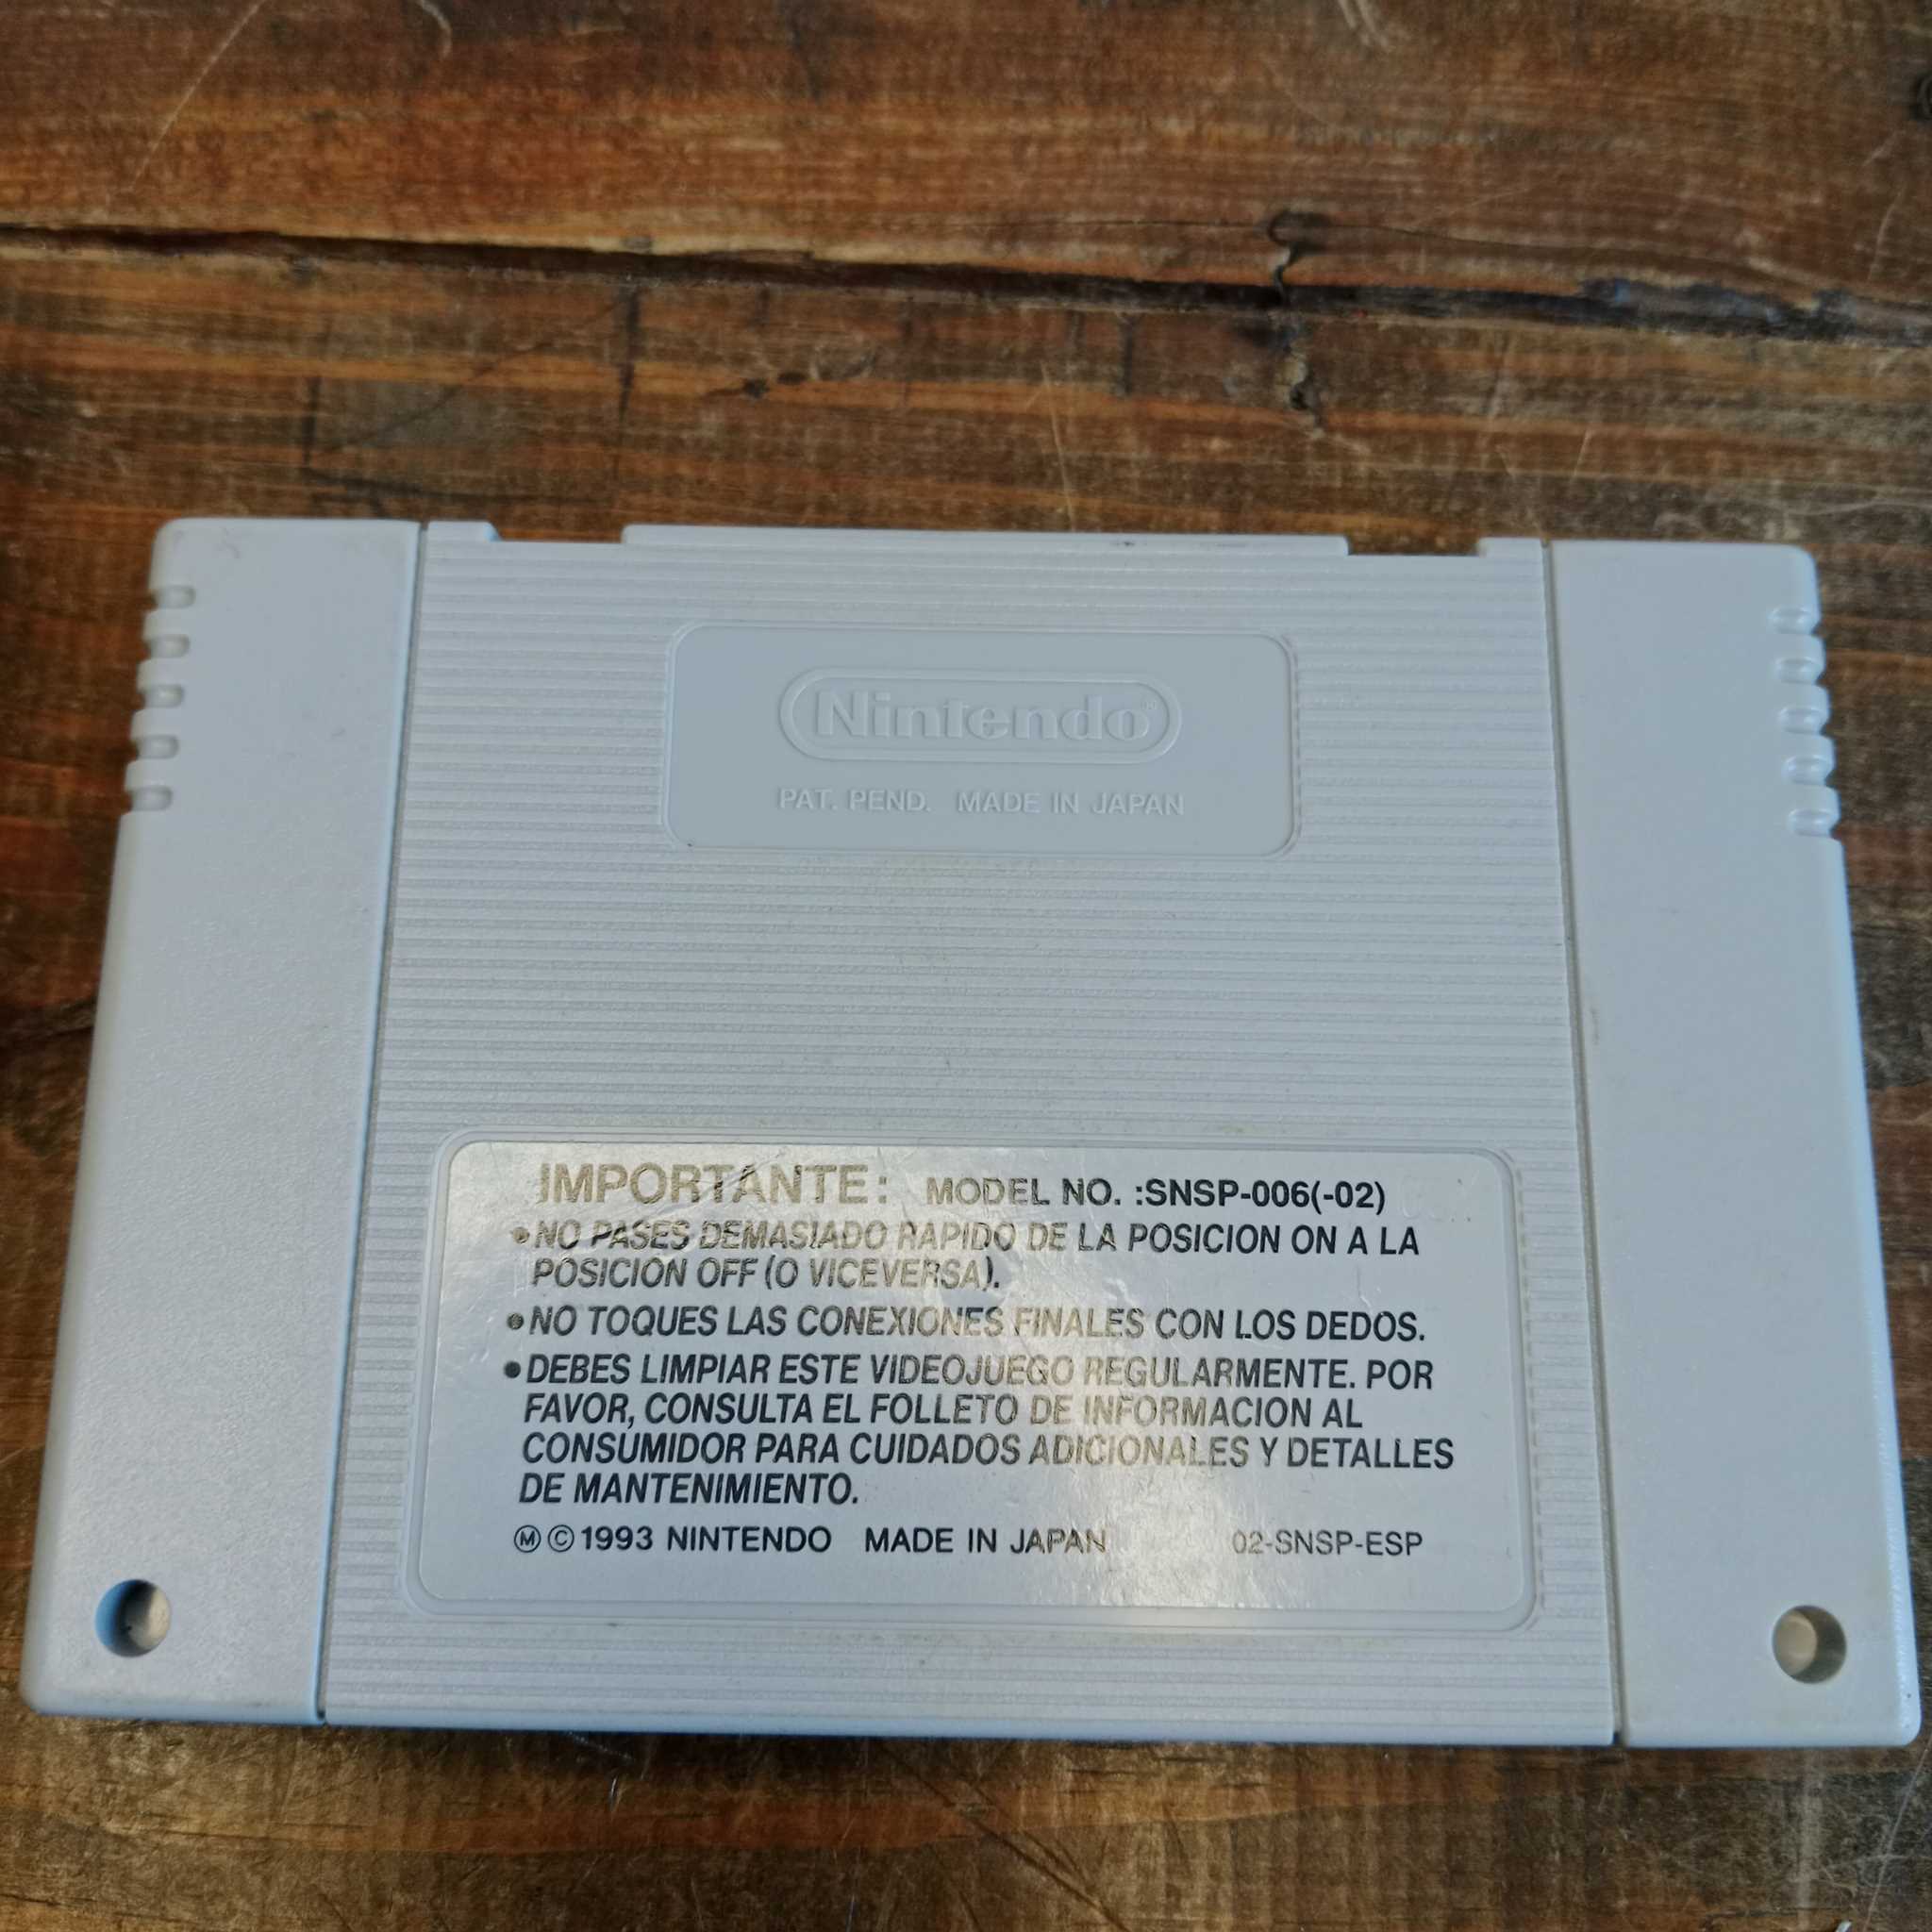 Nintendo®
PAT. PEND. MADE IN JAPAN
IMPORTANTE: MODEL NO. :SNSP-006(-02)
•NO PASES DEMASIADO RAPIDO DE LA POSICION ON A LA
POSICION OFF (O VICEVERSA).
•NO TOQUES LAS CONEXIONES FINALES CON LOS DEDOS.
•DEBES LIMPIAR ESTE VIDEOJUEGO REGULARMENTE. POR
FAVOR, CONSULTA EL FOLLETO DE INFORMACION AL
CONSUMIDOR PARA CUIDADOS ADICIONALES Y DETALLES
DE MANTENIMIENTO.
Ⓜ©1993 NINTENDO MADE IN JAPAN 02-SNSP-ESP